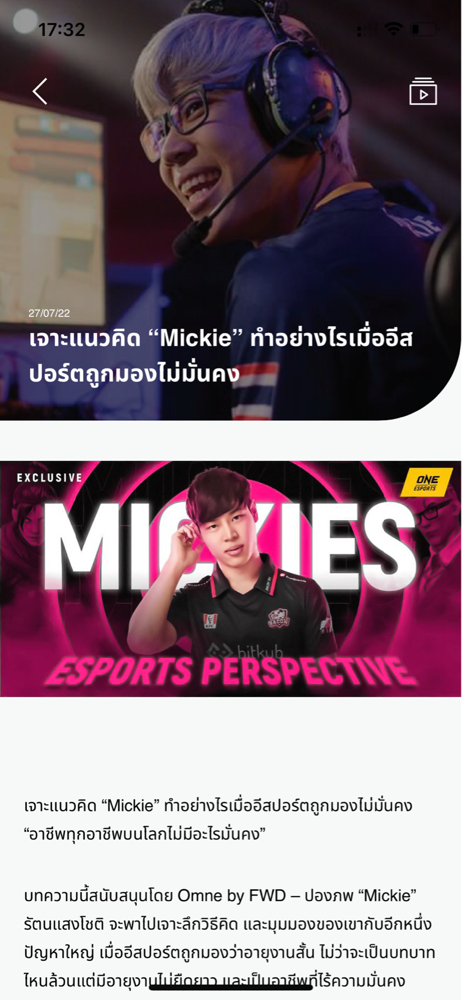 17:32
27/07/22
เจาะแนวคิด “Mickie” ทำอย่างไรเมื่ออีส
ปอร์ตถูกมองไม่มั่นคง
EXCLUSIVE
ONE
ESPORTS
MICKIES
KFC
BACON
bitkub
ESPORTS PERSPECTIVE
เจาะแนวคิด “Mickie” ทำอย่างไรเมื่ออีสปอร์ตถูกมองไม่มั่นคง
“อาชีพทุกอาชีพบนโลกไม่มีอะไรมั่นคง”
บทความนี้สนับสนุนโดย Omne by FWD – ปองภพ “Mickie”
รัตนแสงโชติ จะพาไปเจาะลึกวิธีคิด และมุมมองของเขากับอีกหนึ่ง
ปัญหาใหญ่ เมื่ออีสปอร์ตถูกมองว่าอายุงานสั้น ไม่ว่าจะเป็นบทบาท
ไหนล้วนแต่มีอายุงานไม่ยืดยาว และเป็นอาชีพที่ไร้ความมั่นคง